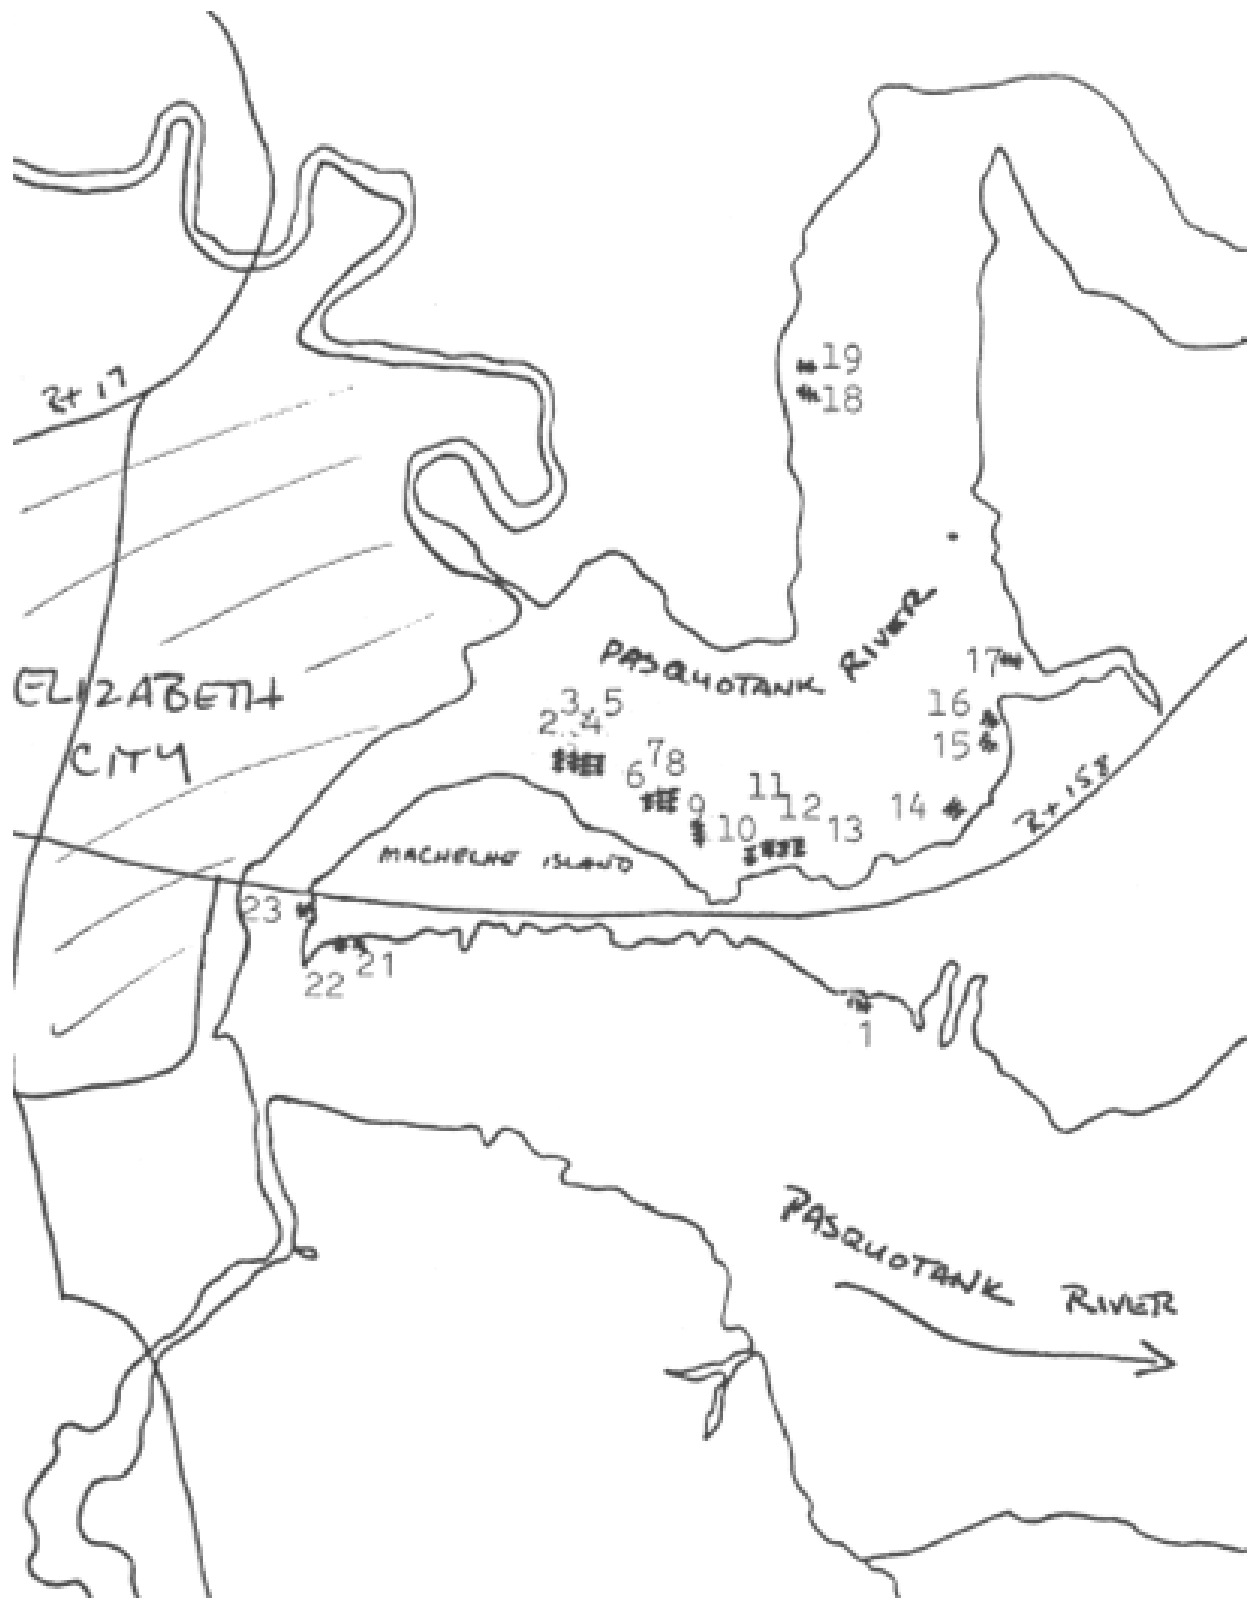 Rt 17
19
18
PASQUOTANK RIVER
17
ELIZABETH
CITY
16
15
3 5
2 4
7 8
6
9
11
12
10
13
14
Rt 158
MACHELHE ISLAND
23
21
22
1
PASQUOTANK RIVER